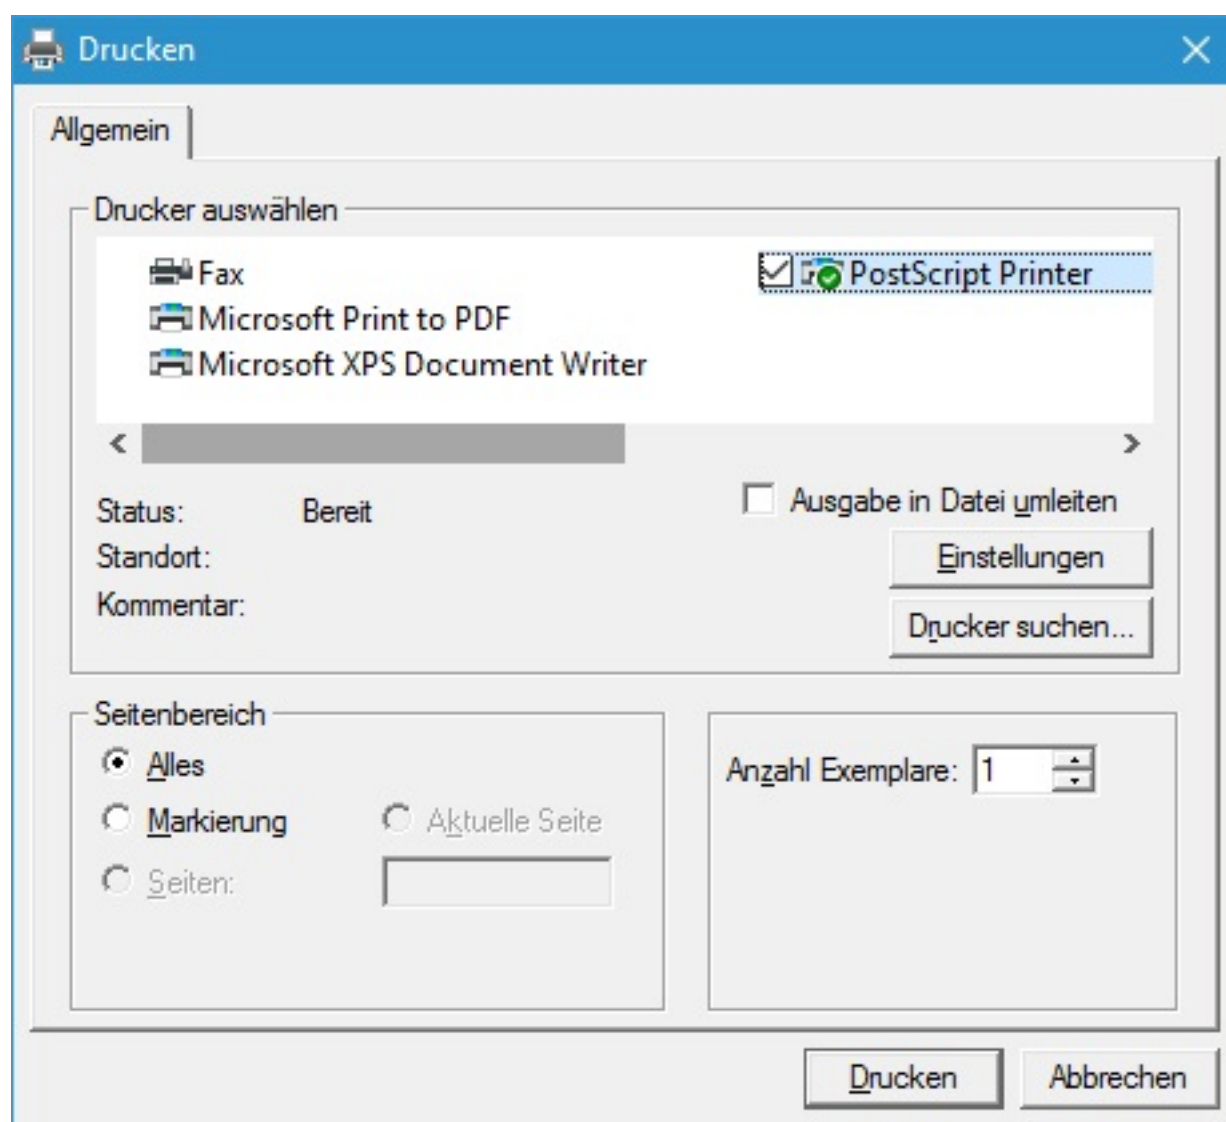 Drucken
Allgemein
Drucker auswählen
Fax
PostScript Printer
Microsoft Print to PDF
Microsoft XPS Document Writer
Status: Bereit
Ausgabe in Datei umleiten
Standort:
Einstellungen
Kommentar:
Drucker suchen...
Seitenbereich
Alles
Anzahl Exemplare: 1
Markierung
Aktuelle Seite
Seiten:
Drucken
Abbrechen